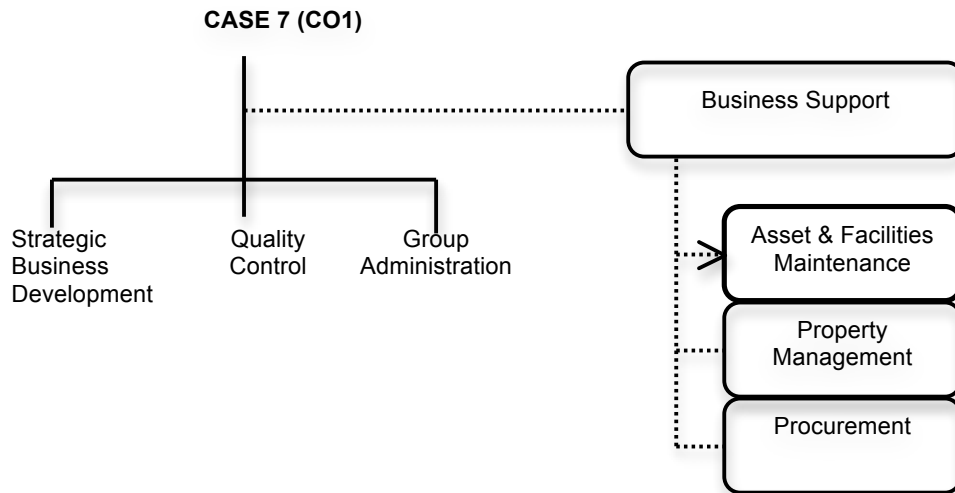 CASE 7 (CO1)
Business Support
Strategic
Business
Development
Quality
Control
Group
Administration
Asset & Facilities
Maintenance
Property
Management
Procurement